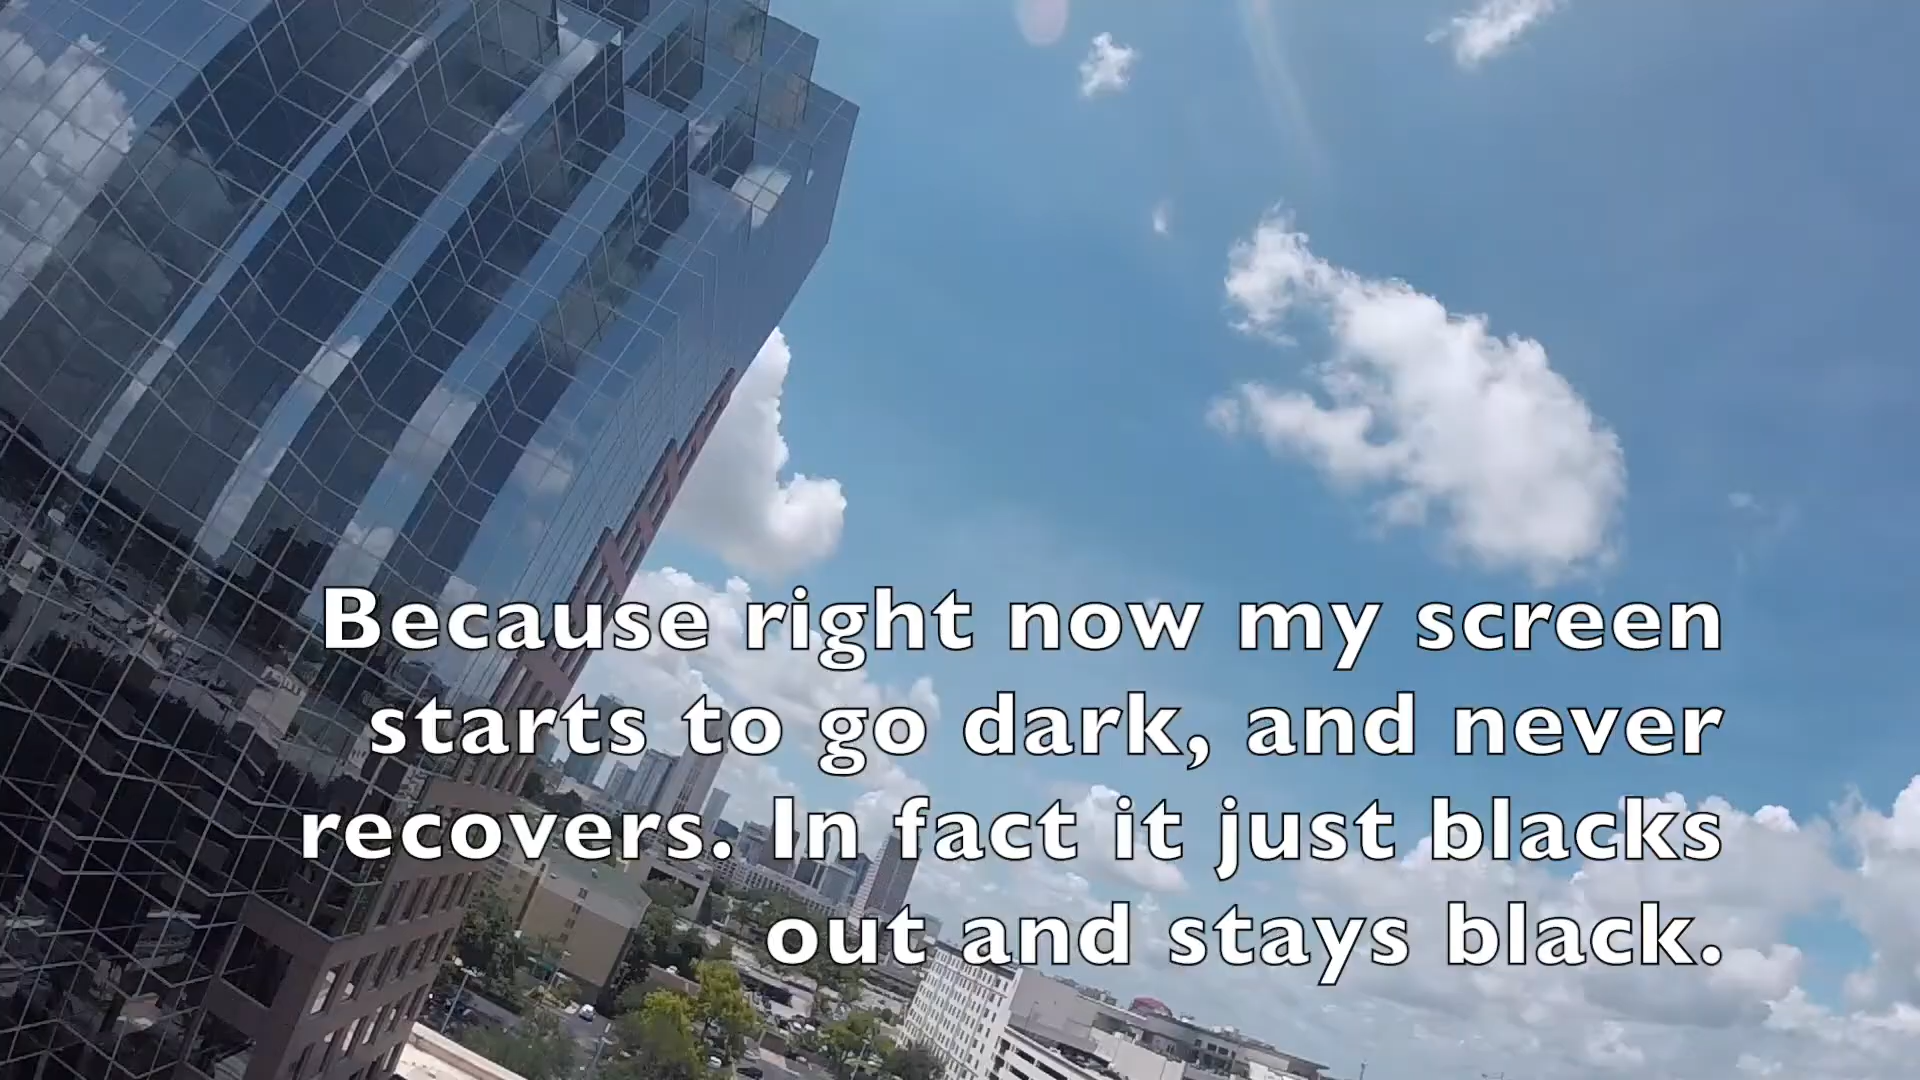 Because right now my screen
starts to go dark, and never
recovers. In fact it just blacks
out and stays black.